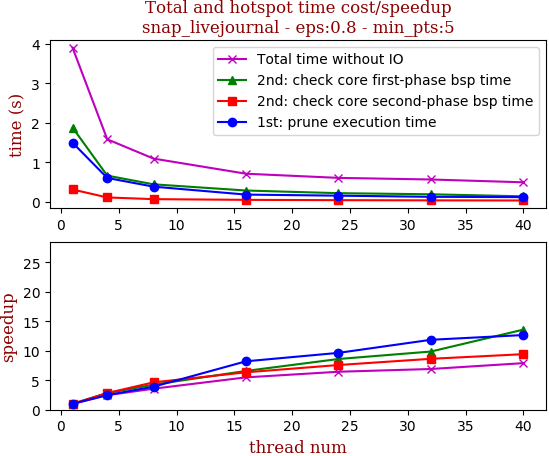 Total and hotspot time cost/speedup
snap_livejournal - eps:0.8 - min_pts:5
4
3
2
1
0
time (s)
Total time without IO
2nd: check core first-phase bsp time
2nd: check core second-phase bsp time
1st: prune execution time
0 5 10 15 20 25 30 35 40
25
20
15
10
5
0
speedup
0 5 10 15 20 25 30 35 40
thread num